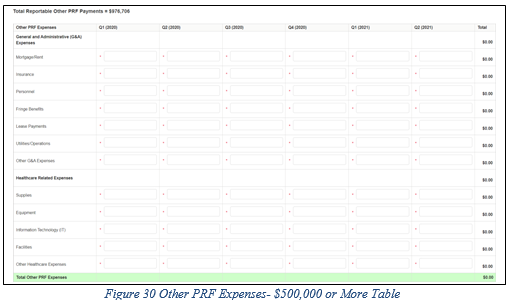 Total Reportable Other PRF Payments = $976,706
Other PRF Expenses Q1 (2020) Q2 (2020) Q3 (2020) Q4 (2020) Q1 (2021) Q2 (2021) Total
General and Administrative (G&A) Expenses $0.00
Mortgage/Rent * * * * * * $0.00
Insurance * * * * * * $0.00
Personnel * * * * * * $0.00
Fringe Benefits * * * * * * $0.00
Lease Payments * * * * * * $0.00
Utilities/Operations * * * * * * $0.00
Other G&A Expenses * * * * * * $0.00
Healthcare Related Expenses $0.00
Supplies * * * * * * $0.00
Equipment * * * * * * $0.00
Information Technology (IT) * * * * * * $0.00
Facilities * * * * * * $0.00
Other Healthcare Expenses * * * * * * $0.00
Total Other PRF Expenses $0.00
Figure 30 Other PRF Expenses- $500,000 or More Table